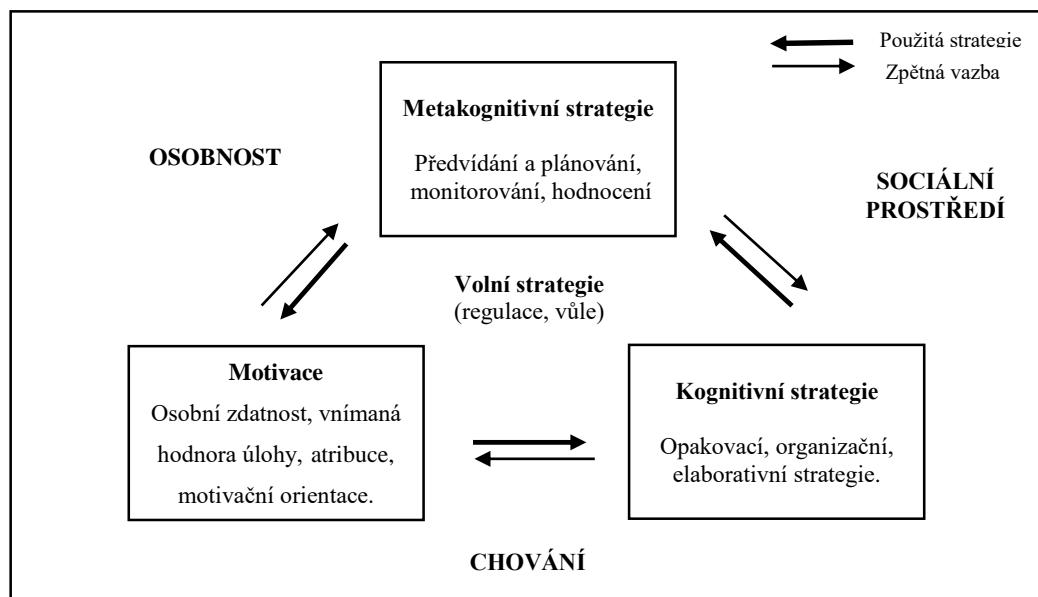 Použitá strategie
Zpětná vazba
Metakognitivní strategie
Předvídání a plánování,
monitorování, hodnocení
OSOBNOST
SOCIÁLNÍ
PROSTŘEDÍ
Volní strategie
(regulace, vůle)
Motivace
Osobní zdatnost, vnímaná
hodnora úlohy, atribuce,
motivační orientace.
Kognitivní strategie
Opakovací, organizační,
elaborativní strategie.
CHOVÁNÍ